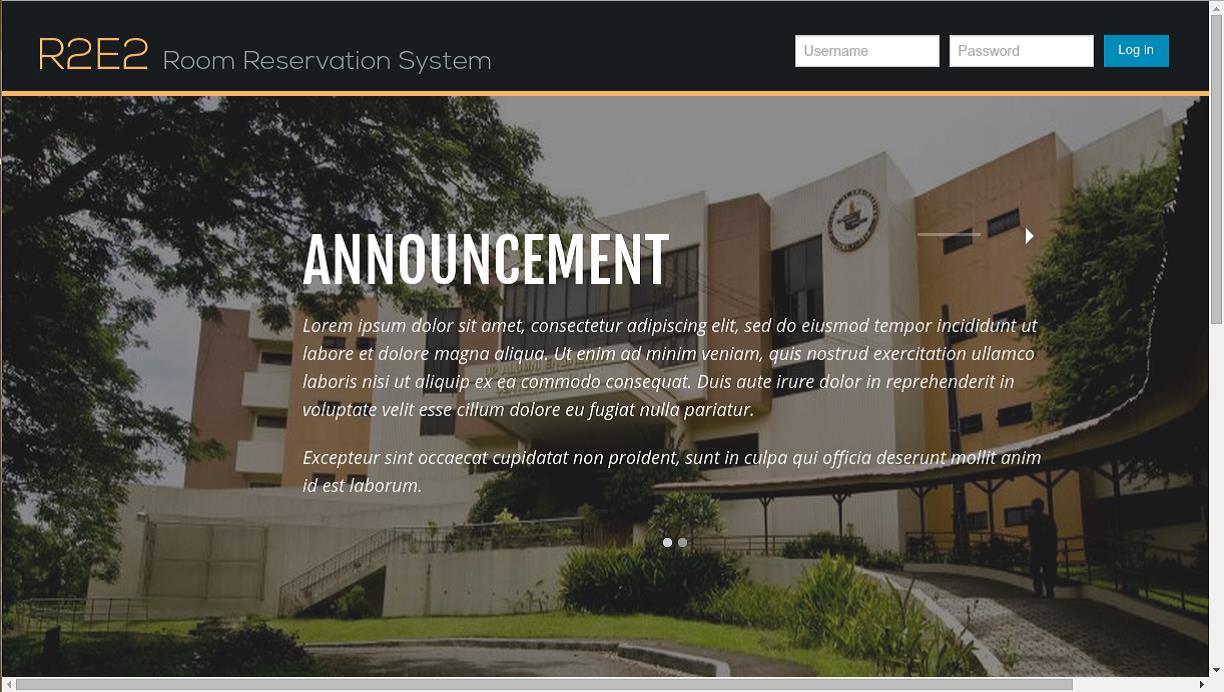 R2E2 Room Reservation System
Username
Password
Log in
ANNOUNCEMENT
Lorem ipsum dolor sit amet, consectetur adipiscing elit, sed do eiusmod tempor incididunt ut
labore et dolore magna aliqua. Ut enim ad minim veniam, quis nostrud exercitation ullamco
laboris nisi ut aliquip ex ea commodo consequat. Duis aute irure dolor in reprehenderit in
voluptate velit esse cillum dolore eu fugiat nulla pariatur.
Excepteur sint occaecat cupidatat non proident, sunt in culpa qui officia deserunt mollit anim
id est laborum.